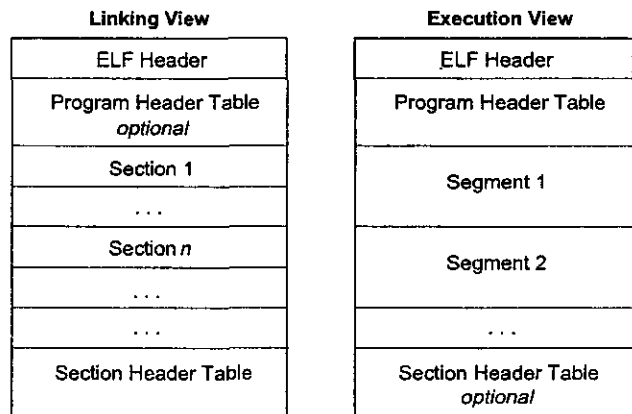 Linking View
ELF Header
Program Header Table
optional
Section 1
. . .
Section n
. . .
. . .
Section Header Table
Execution View
ELF Header
Program Header Table
Segment 1
Segment 2
. . .
Section Header Table
optional